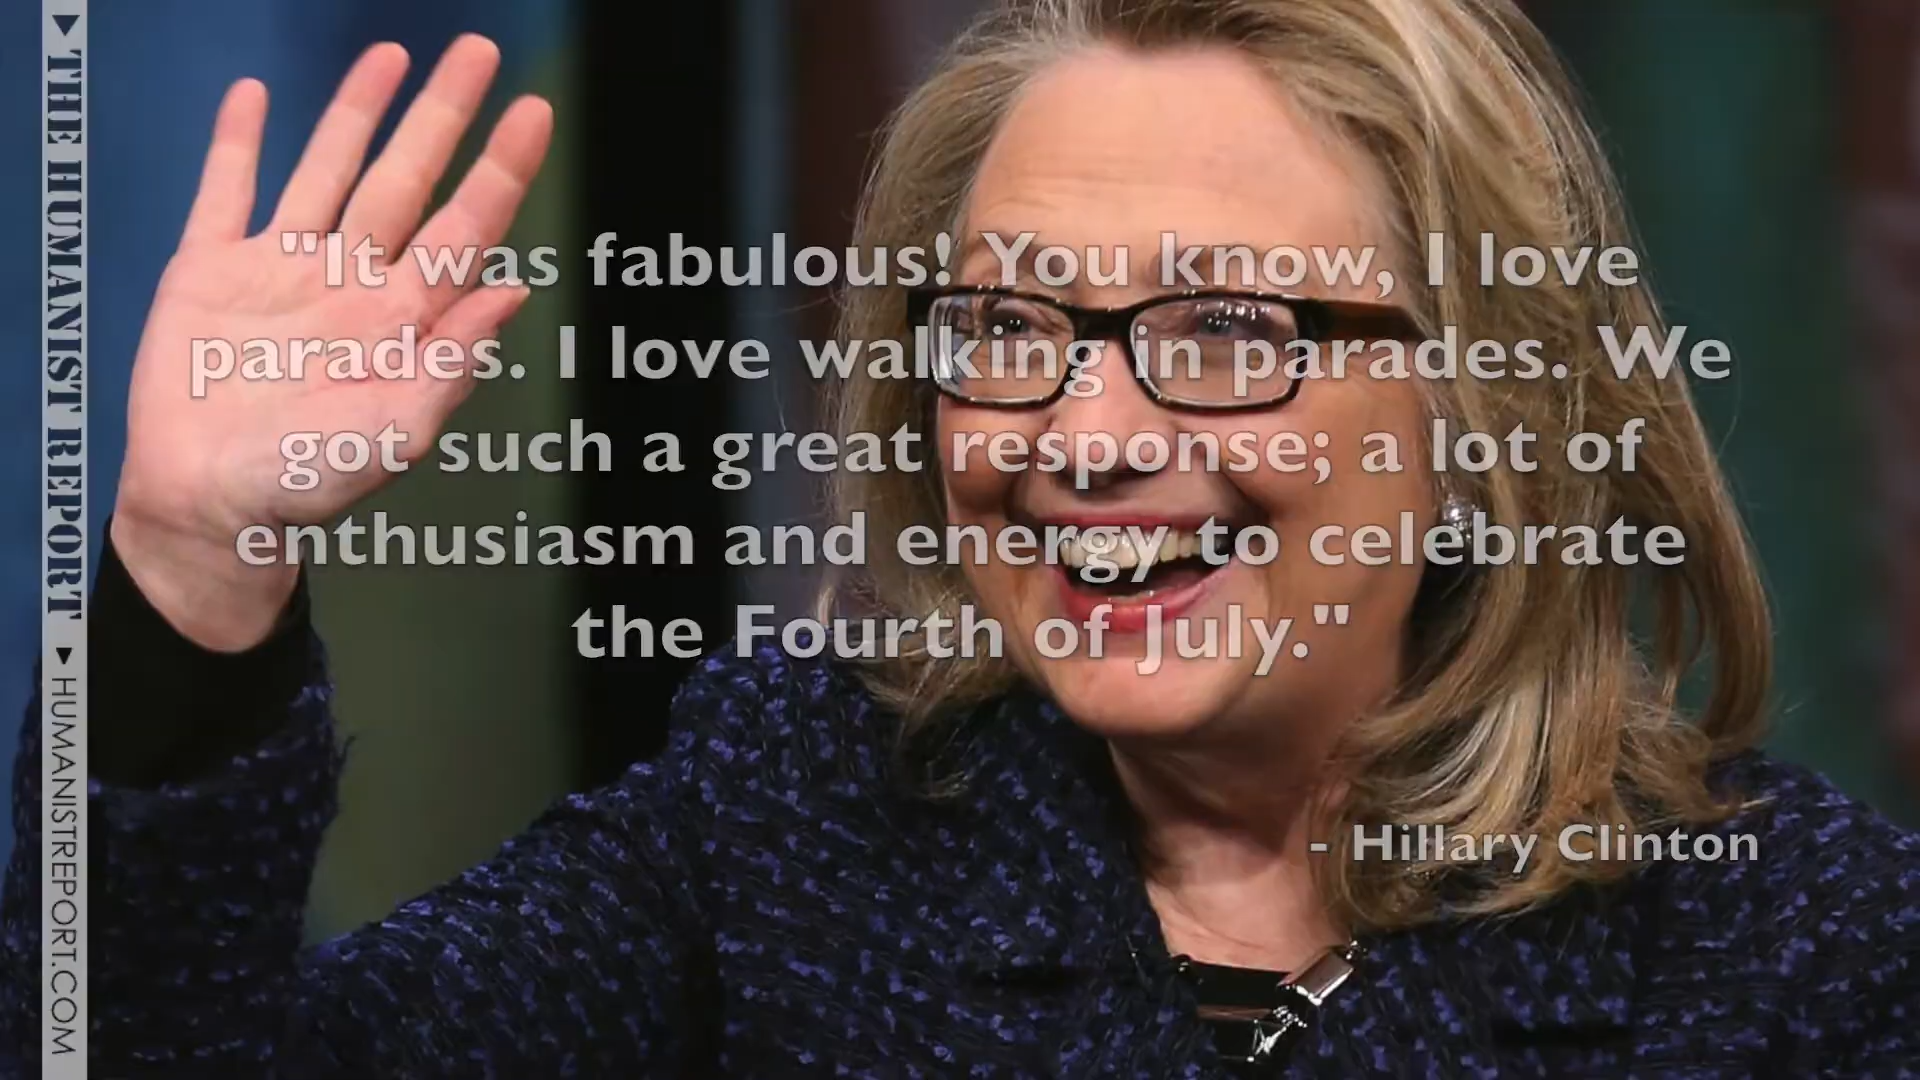 THE HUMANIST REPORT
HUMANISTREPORT.COM
"It was fabulous! You know, I love
parades. I love walking in parades. We
got such a great response; a lot of
enthusiasm and energy to celebrate
the Fourth of July."
- Hillary Clinton